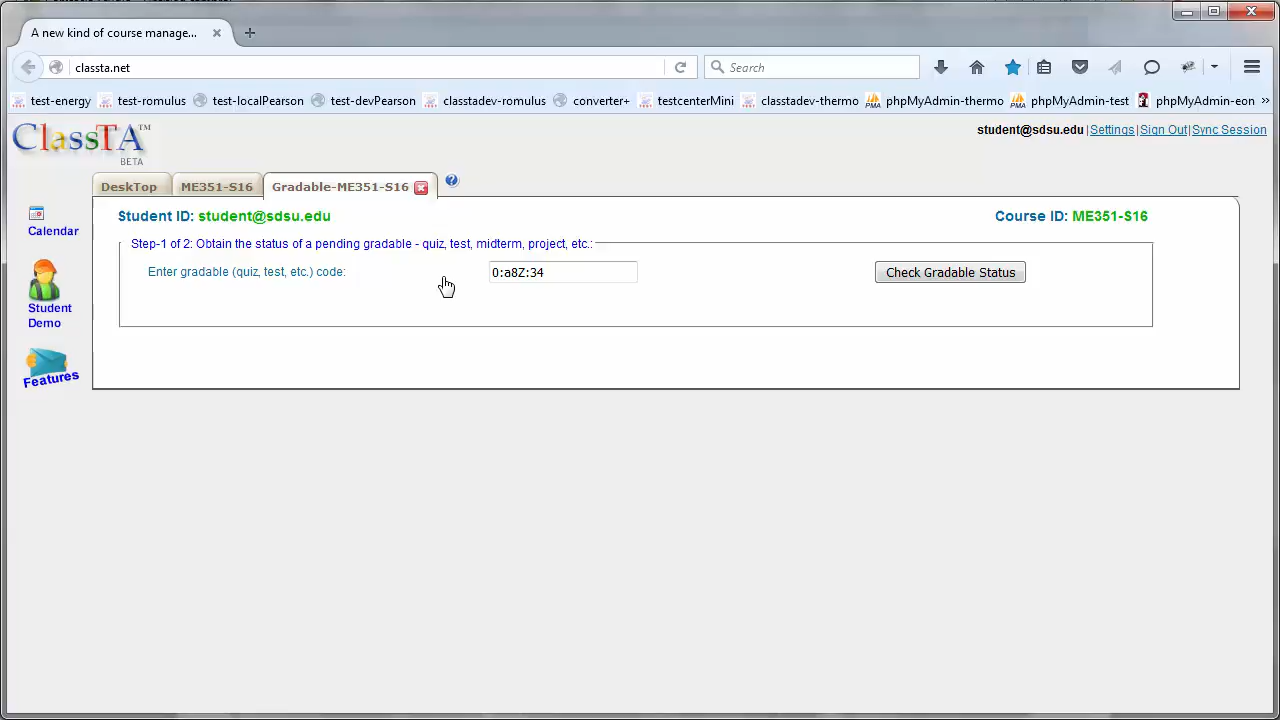 A new kind of course manage...
classta.net
Search
test-energy test-romulus test-localPearson test-devPearson classtadev-romulus converter+ testcenterMini classtadev-thermo phpMyAdmin-thermo phpMyAdmin-test phpMyAdmin-eon »
ClassTA™
BETA
student@sdsu.edu |Settings|Sign Out|Sync Session
DeskTop ME351-S16 Gradable-ME351-S16
Calendar
Student
Demo
Features
Student ID: student@sdsu.edu Course ID: ME351-S16
Step-1 of 2: Obtain the status of a pending gradable - quiz, test, midterm, project, etc.:
Enter gradable (quiz, test, etc.) code: 0:a8Z:34 Check Gradable Status